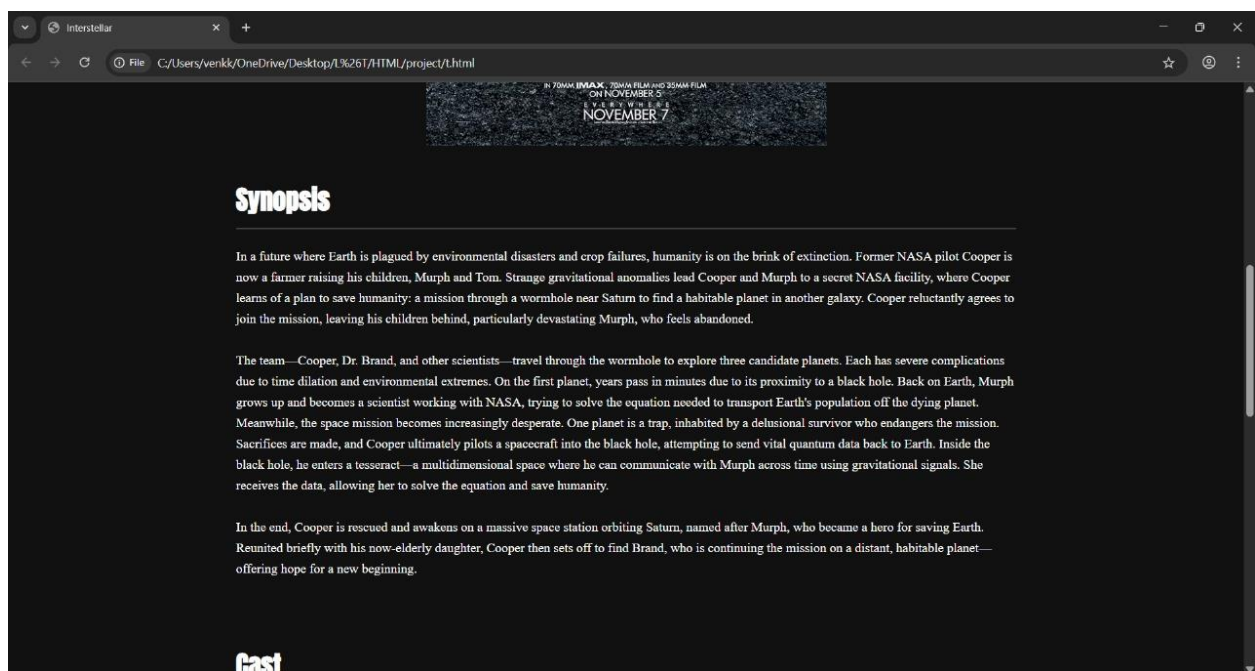 Interstellar
File C:/Users/venkk/OneDrive/Desktop/L%26T/HTML/project/t.html
IN 70MM IMAX, 70MM FILM AND 35MM FILM
ON NOVEMBER 5
EVERYWHERE
NOVEMBER 7
Synopsis
In a future where Earth is plagued by environmental disasters and crop failures, humanity is on the brink of extinction. Former NASA pilot Cooper is
now a farmer raising his children, Murph and Tom. Strange gravitational anomalies lead Cooper and Murph to a secret NASA facility, where Cooper
learns of a plan to save humanity: a mission through a wormhole near Saturn to find a habitable planet in another galaxy. Cooper reluctantly agrees to
join the mission, leaving his children behind, particularly devastating Murph, who feels abandoned.
The team—Cooper, Dr. Brand, and other scientists—travel through the wormhole to explore three candidate planets. Each has severe complications
due to time dilation and environmental extremes. On the first planet, years pass in minutes due to its proximity to a black hole. Back on Earth, Murph
grows up and becomes a scientist working with NASA, trying to solve the equation needed to transport Earth's population off the dying planet.
Meanwhile, the space mission becomes increasingly desperate. One planet is a trap, inhabited by a delusional survivor who endangers the mission.
Sacrifices are made, and Cooper ultimately pilots a spacecraft into the black hole, attempting to send vital quantum data back to Earth. Inside the
black hole, he enters a tesseract—a multidimensional space where he can communicate with Murph across time using gravitational signals. She
receives the data, allowing her to solve the equation and save humanity.
In the end, Cooper is rescued and awakens on a massive space station orbiting Saturn, named after Murph, who became a hero for saving Earth.
Reunited briefly with his now-elderly daughter, Cooper then sets off to find Brand, who is continuing the mission on a distant, habitable planet—
offering hope for a new beginning.
Cast